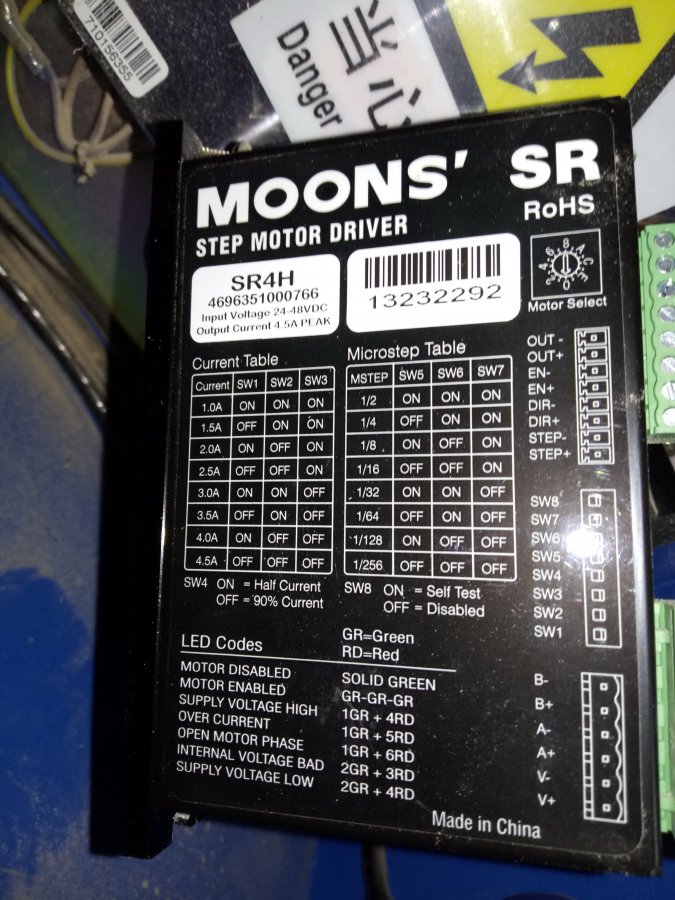 710156355
当心
Danger
MOONS' SR
STEP MOTOR DRIVER
RoHS
SR4H
4696351000766
Input Voltage 24-48VDC
Output Current 4.5A PEAK
13232292
Motor Select
Current Table
Current SW1 SW2 SW3
1.0A ON ON ON
1.5A OFF ON ON
2.0A ON OFF ON
2.5A OFF OFF ON
3.0A ON ON OFF
3.5A OFF ON OFF
4.0A ON OFF OFF
4.5A OFF OFF OFF
SW4 ON = Half Current
OFF = 90% Current
Microstep Table
MSTEP SW5 SW6 SW7
1/2 ON ON ON
1/4 OFF ON ON
1/8 ON OFF ON
1/16 OFF OFF ON
1/32 ON ON OFF
1/64 OFF ON OFF
1/128 ON OFF OFF
1/256 OFF OFF OFF
SW8 ON = Self Test
OFF = Disabled
OUT -
OUT+
EN-
EN+
DIR-
DIR+
STEP-
STEP+
SW8
SW7
SW6
SW5
SW4
SW3
SW2
SW1
LED Codes
GR=Green
RD=Red
MOTOR DISABLED SOLID GREEN
MOTOR ENABLED GR-GR-GR
SUPPLY VOLTAGE HIGH 1GR + 4RD
OVER CURRENT 1GR + 5RD
OPEN MOTOR PHASE 1GR + 6RD
INTERNAL VOLTAGE BAD 2GR + 3RD
SUPPLY VOLTAGE LOW 2GR + 4RD
B-
B+
A-
A+
V-
V+
Made in China